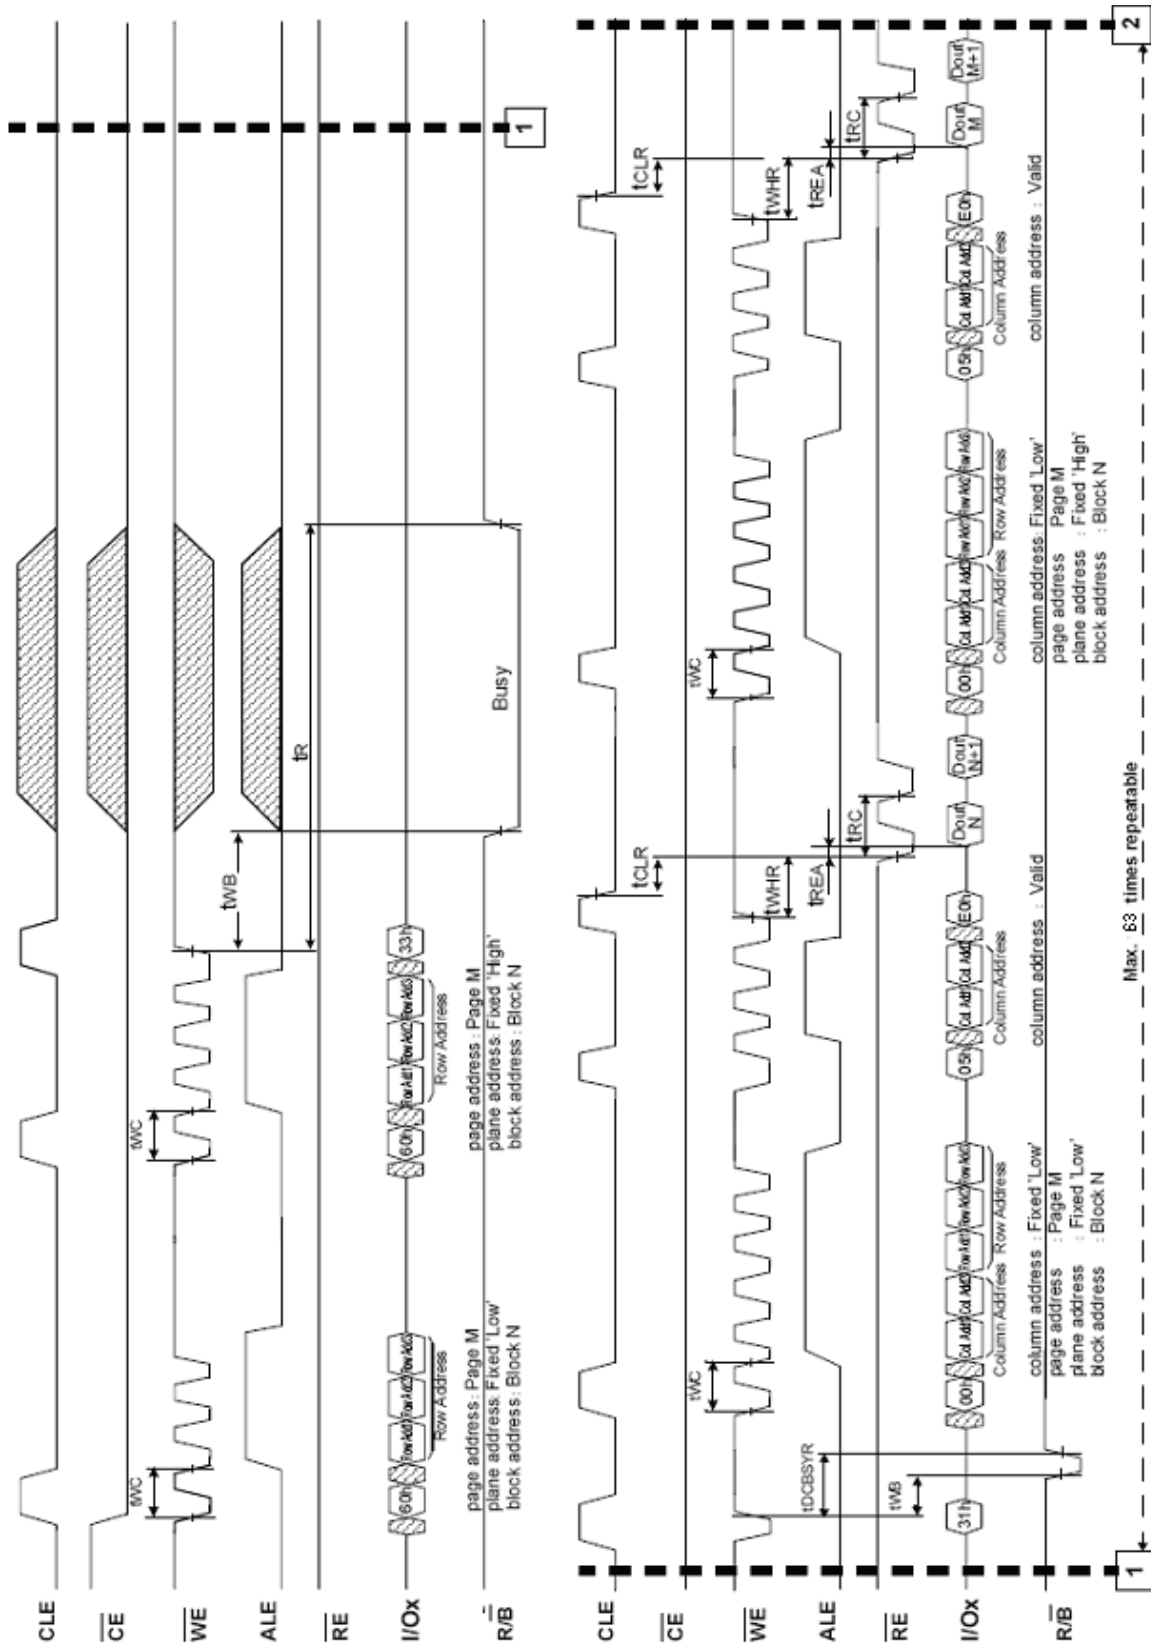 CLE
CE
WE
ALE
RE
I/Ox
R/B
tWC
tWC
tWB
tR
Busy
60h Row Add1 Row Add2 Row Add3
Row Address
60h Row Add1 Row Add2 Row Add3 33h
Row Address
page address : Page M
plane address: Fixed 'Low'
block address : Block N
page address : Page M
plane address: Fixed 'High'
block address : Block N
1
CLE
CE
WE
ALE
RE
I/Ox
R/B
tDCBSYR
tWB
tWC
tCLR
tWHR
tREA
tRC
tWC
tCLR
tWHR
tREA
tRC
31h
00h Col. Add1 Col. Add2 Row Add1 Row Add2 Row Add3
Column Address Row Address
05h Col. Add1 Col. Add2 E0h
Column Address
Dout N
Dout N+1
00h Col. Add1 Col. Add2 Row Add1 Row Add2 Row Add3
Column Address Row Address
05h Col. Add1 Col. Add2 E0h
Column Address
Dout M
Dout M+1
column address : Fixed 'Low'
page address : Page M
plane address : Fixed 'Low'
block address : Block N
column address : Valid
column address: Fixed 'Low'
page address : Page M
plane address : Fixed 'High'
block address : Block N
column address : Valid
1
Max. 63 times repeatable
2